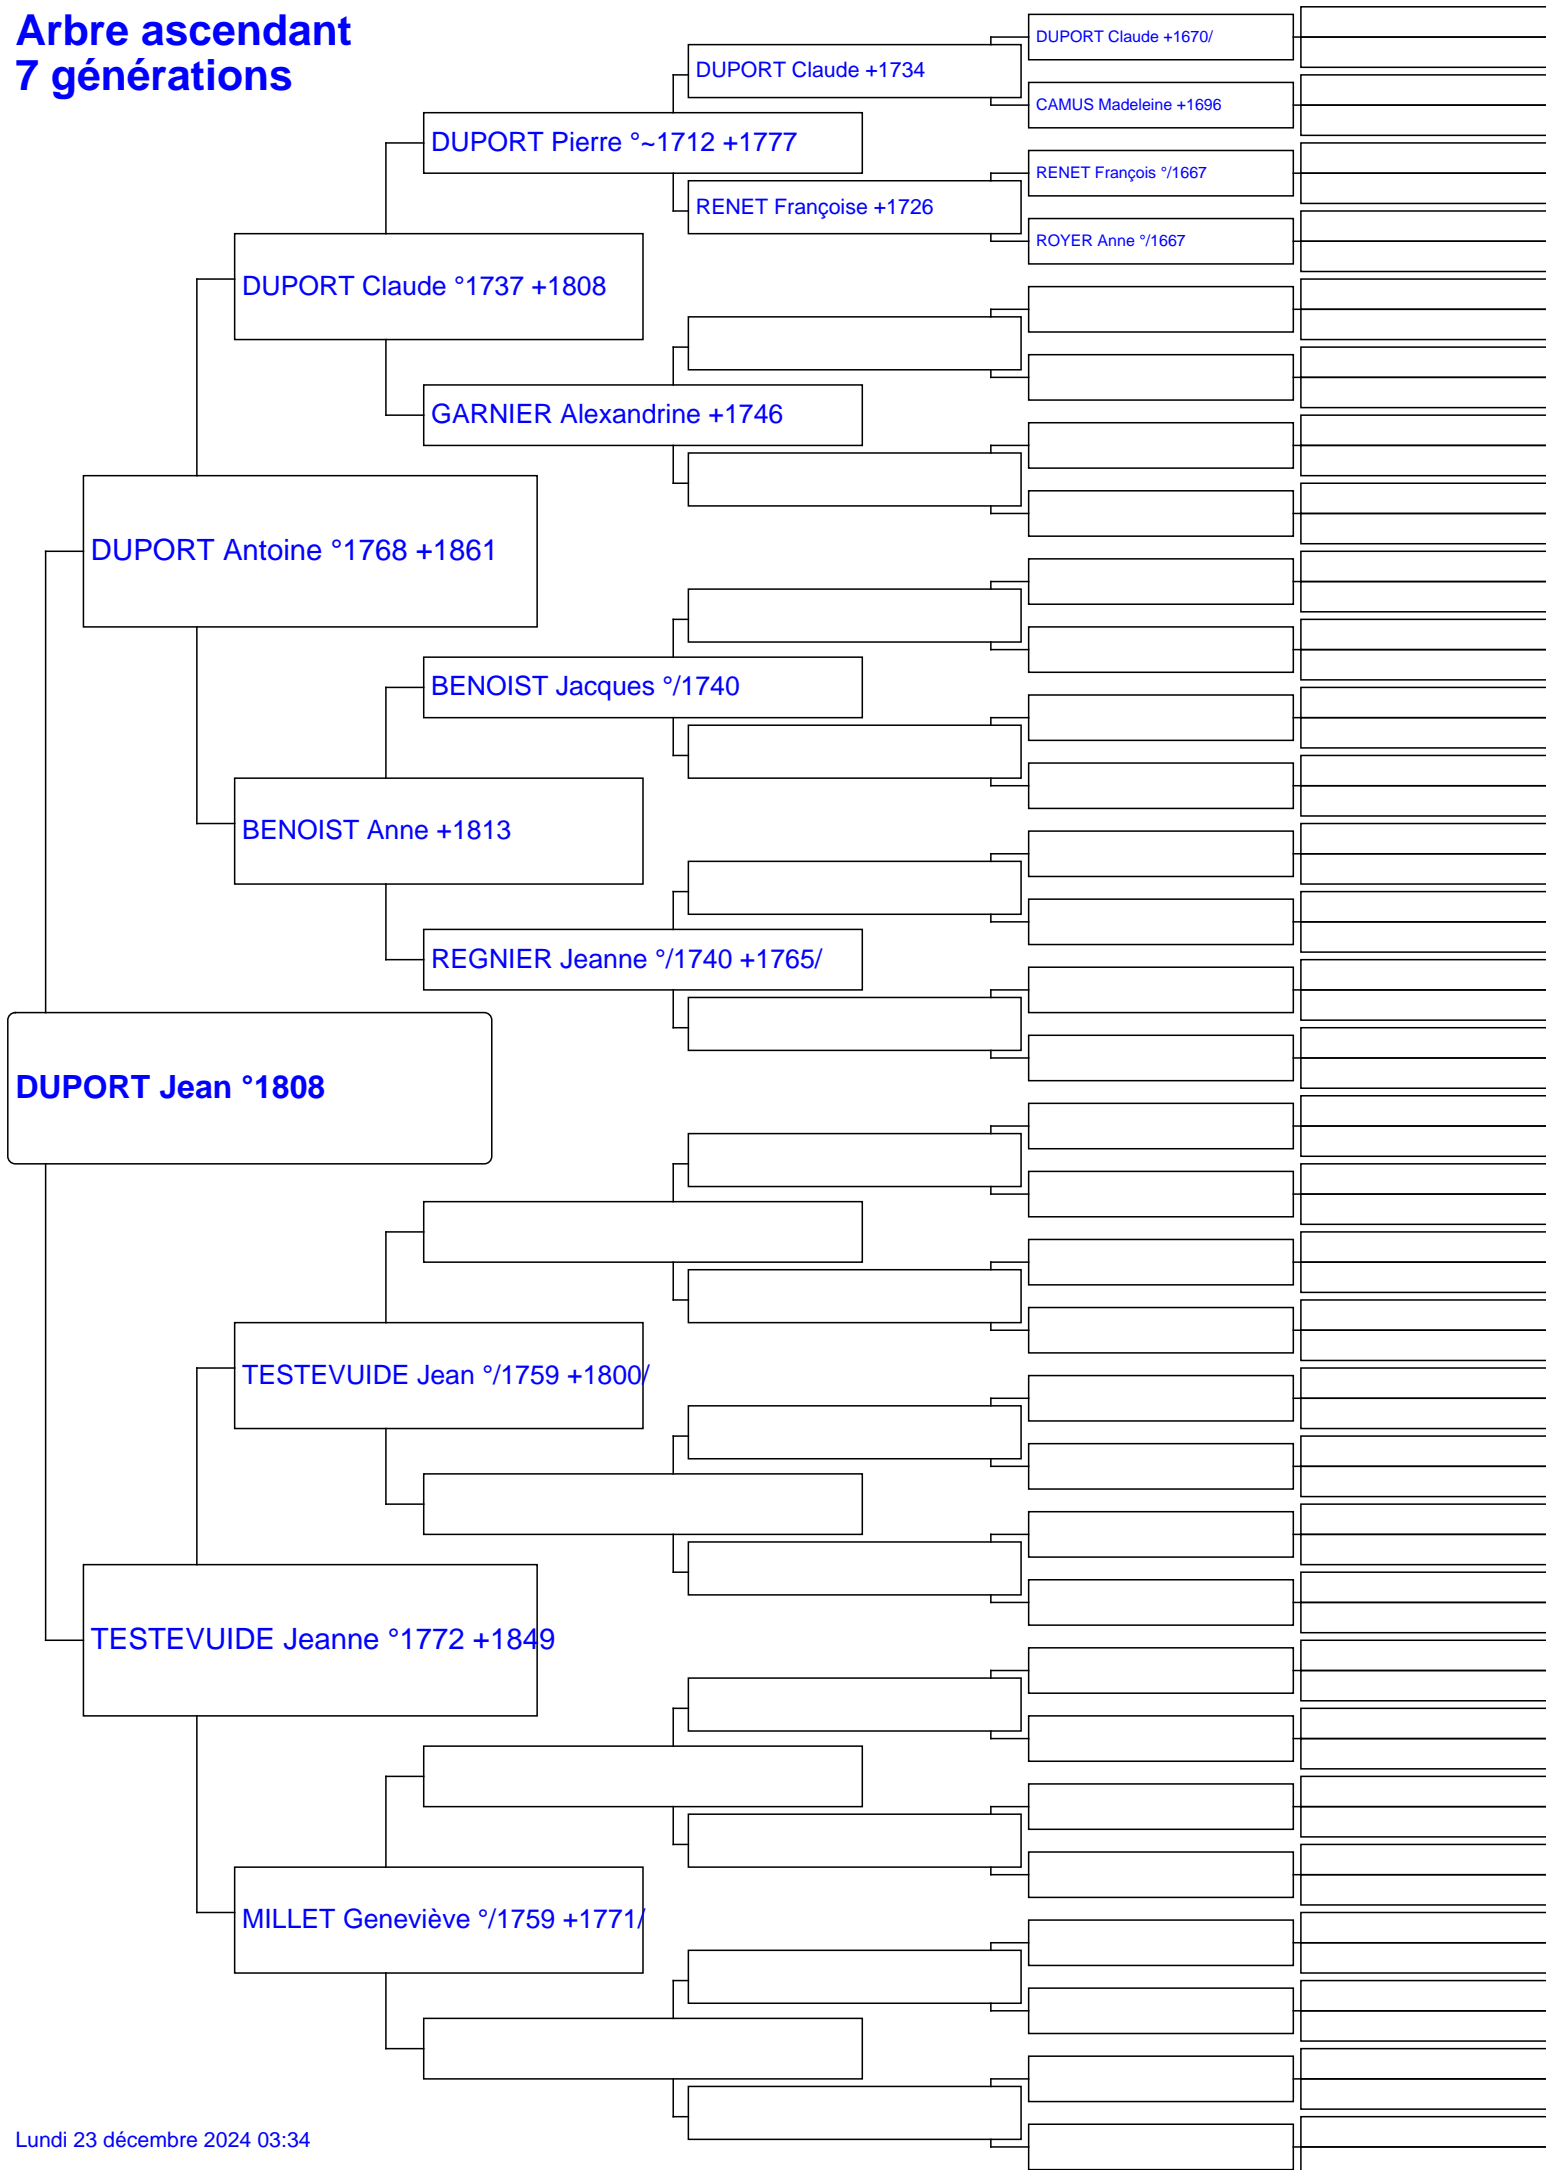 Arbre ascendant
7 générations
DUPORT Claude +1670/
DUPORT Claude +1734
CAMUS Madeleine +1696
DUPORT Pierre °~1712 +1777
RENET François °/1667
RENET Françoise +1726
ROYER Anne °/1667
DUPORT Claude °1737 +1808
GARNIER Alexandrine +1746
DUPORT Antoine °1768 +1861
BENOIST Jacques °/1740
BENOIST Anne +1813
REGNIER Jeanne °/1740 +1765/
DUPORT Jean °1808
TESTEVUIDE Jean °/1759 +1800/
TESTEVUIDE Jeanne °1772 +1849
MILLET Geneviève °/1759 +1771/
Lundi 23 décembre 2024 03:34